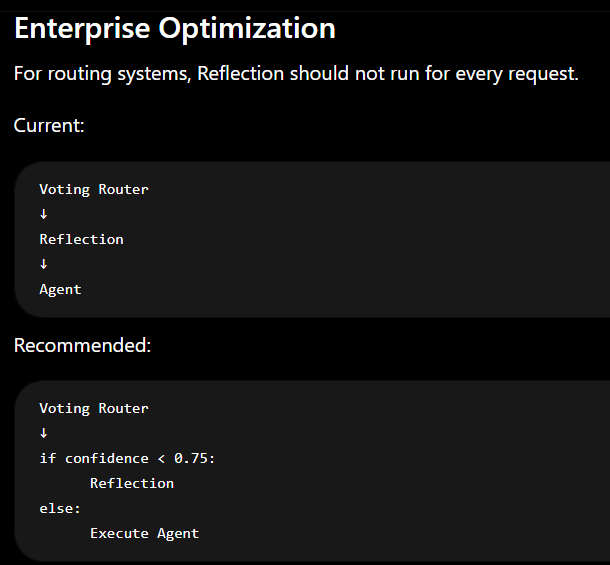 Enterprise Optimization
For routing systems, Reflection should not run for every request.
Current:
Voting Router
↓
Reflection
↓
Agent
Recommended:
Voting Router
↓
if confidence < 0.75:
Reflection
else:
Execute Agent